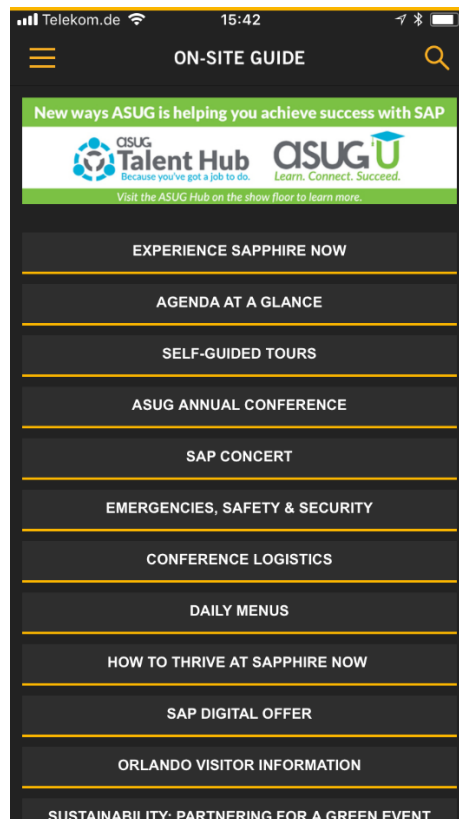 Telekom.de 15:42
ON-SITE GUIDE
New ways ASUG is helping you achieve success with SAP
asug
Talent Hub
Because you've got a job to do.
asug U
Learn. Connect. Succeed.
Visit the ASUG Hub on the show floor to learn more.
EXPERIENCE SAPPHIRE NOW
AGENDA AT A GLANCE
SELF-GUIDED TOURS
ASUG ANNUAL CONFERENCE
SAP CONCERT
EMERGENCIES, SAFETY & SECURITY
CONFERENCE LOGISTICS
DAILY MENUS
HOW TO THRIVE AT SAPPHIRE NOW
SAP DIGITAL OFFER
ORLANDO VISITOR INFORMATION
SUSTAINABILITY: PARTNERING FOR A GREEN EVENT